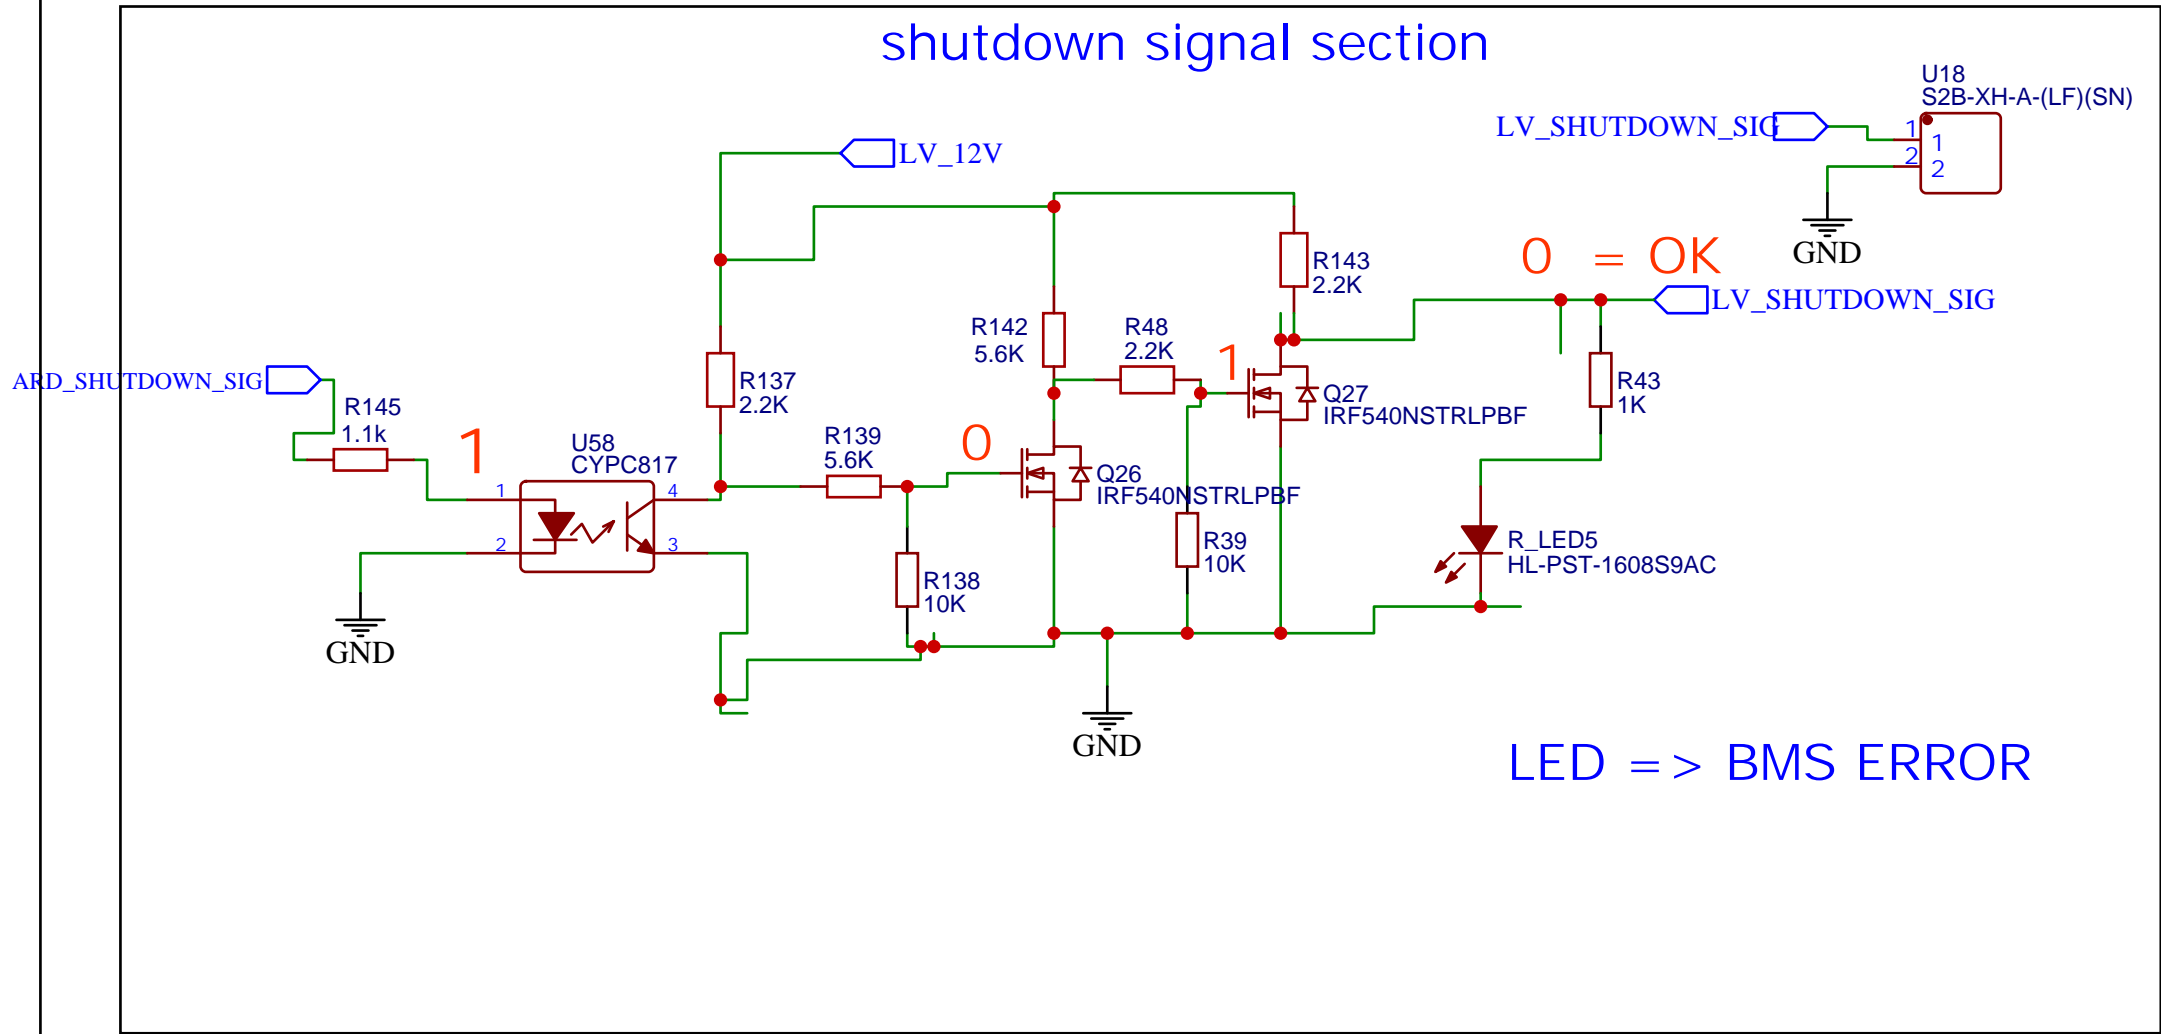 shutdown signal section
U18
S2B-XH-A-(LF)(SN)
LV_SHUTDOWN_SIG
1
1
2
2
GND
LV_12V
R143
2.2K
0 = OK
LV_SHUTDOWN_SIG
R142
5.6K
R48
2.2K
1
ARD_SHUTDOWN_SIG
R137
2.2K
R43
1K
Q27
IRF540NSTRLPBF
R145
1.1k
1
U58
CYPC817
R139
5.6K
0
Q26
IRF540NSTRLPBF
1
4
2
3
R39
10K
R_LED5
HL-PST-1608S9AC
R138
10K
GND
GND
LED => BMS ERROR